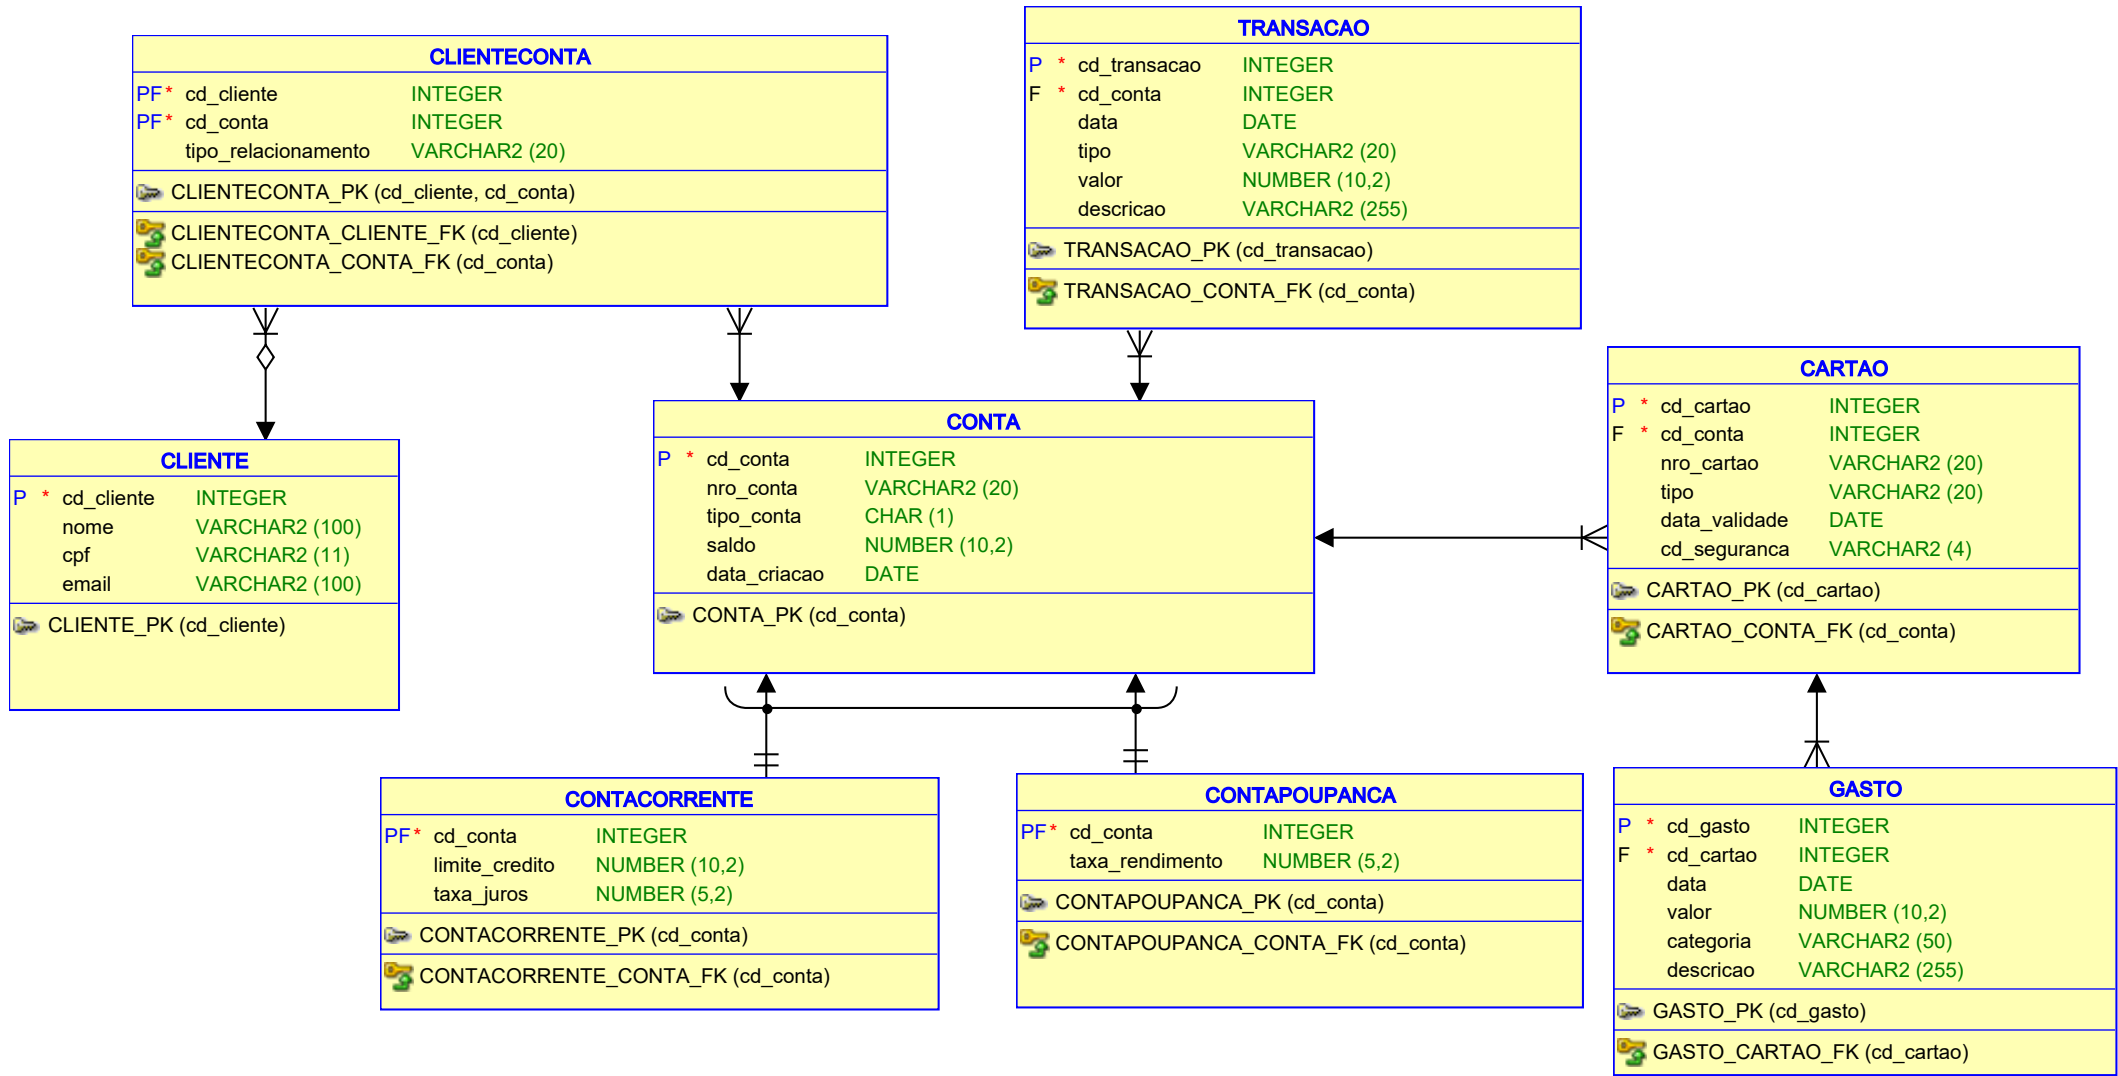 CLIENTECONTA
PF * cd_cliente INTEGER
PF * cd_conta INTEGER
tipo_relacionamento VARCHAR2 (20)
CLIENTECONTA_PK (cd_cliente, cd_conta)
CLIENTECONTA_CLIENTE_FK (cd_cliente)
CLIENTECONTA_CONTA_FK (cd_conta)
TRANSACAO
P * cd_transacao INTEGER
F * cd_conta INTEGER
data DATE
tipo VARCHAR2 (20)
valor NUMBER (10,2)
descricao VARCHAR2 (255)
TRANSACAO_PK (cd_transacao)
TRANSACAO_CONTA_FK (cd_conta)
CARTAO
P * cd_cartao INTEGER
F * cd_conta INTEGER
nro_cartao VARCHAR2 (20)
tipo VARCHAR2 (20)
data_validade DATE
cd_seguranca VARCHAR2 (4)
CARTAO_PK (cd_cartao)
CARTAO_CONTA_FK (cd_conta)
CONTA
P * cd_conta INTEGER
nro_conta VARCHAR2 (20)
tipo_conta CHAR (1)
saldo NUMBER (10,2)
data_criacao DATE
CONTA_PK (cd_conta)
CLIENTE
P * cd_cliente INTEGER
nome VARCHAR2 (100)
cpf VARCHAR2 (11)
email VARCHAR2 (100)
CLIENTE_PK (cd_cliente)
CONTACORRENTE
PF * cd_conta INTEGER
limite_credito NUMBER (10,2)
taxa_juros NUMBER (5,2)
CONTACORRENTE_PK (cd_conta)
CONTACORRENTE_CONTA_FK (cd_conta)
CONTAPOUPANCA
PF * cd_conta INTEGER
taxa_rendimento NUMBER (5,2)
CONTAPOUPANCA_PK (cd_conta)
CONTAPOUPANCA_CONTA_FK (cd_conta)
GASTO
P * cd_gasto INTEGER
F * cd_cartao INTEGER
data DATE
valor NUMBER (10,2)
categoria VARCHAR2 (50)
descricao VARCHAR2 (255)
GASTO_PK (cd_gasto)
GASTO_CARTAO_FK (cd_cartao)